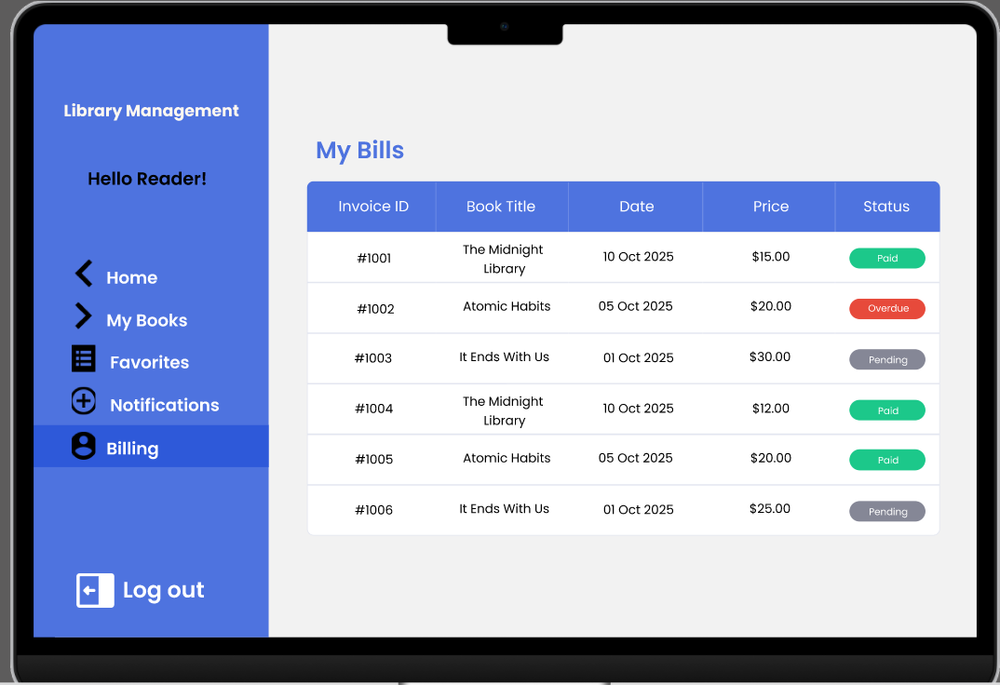 Library Management
Hello Reader!
Home
My Books
Favorites
Notifications
Billing
Log out
My Bills
Invoice ID Book Title Date Price Status
#1001 The Midnight Library 10 Oct 2025 $15.00 Paid
#1002 Atomic Habits 05 Oct 2025 $20.00 Overdue
#1003 It Ends With Us 01 Oct 2025 $30.00 Pending
#1004 The Midnight Library 10 Oct 2025 $12.00 Paid
#1005 Atomic Habits 05 Oct 2025 $20.00 Paid
#1006 It Ends With Us 01 Oct 2025 $25.00 Pending